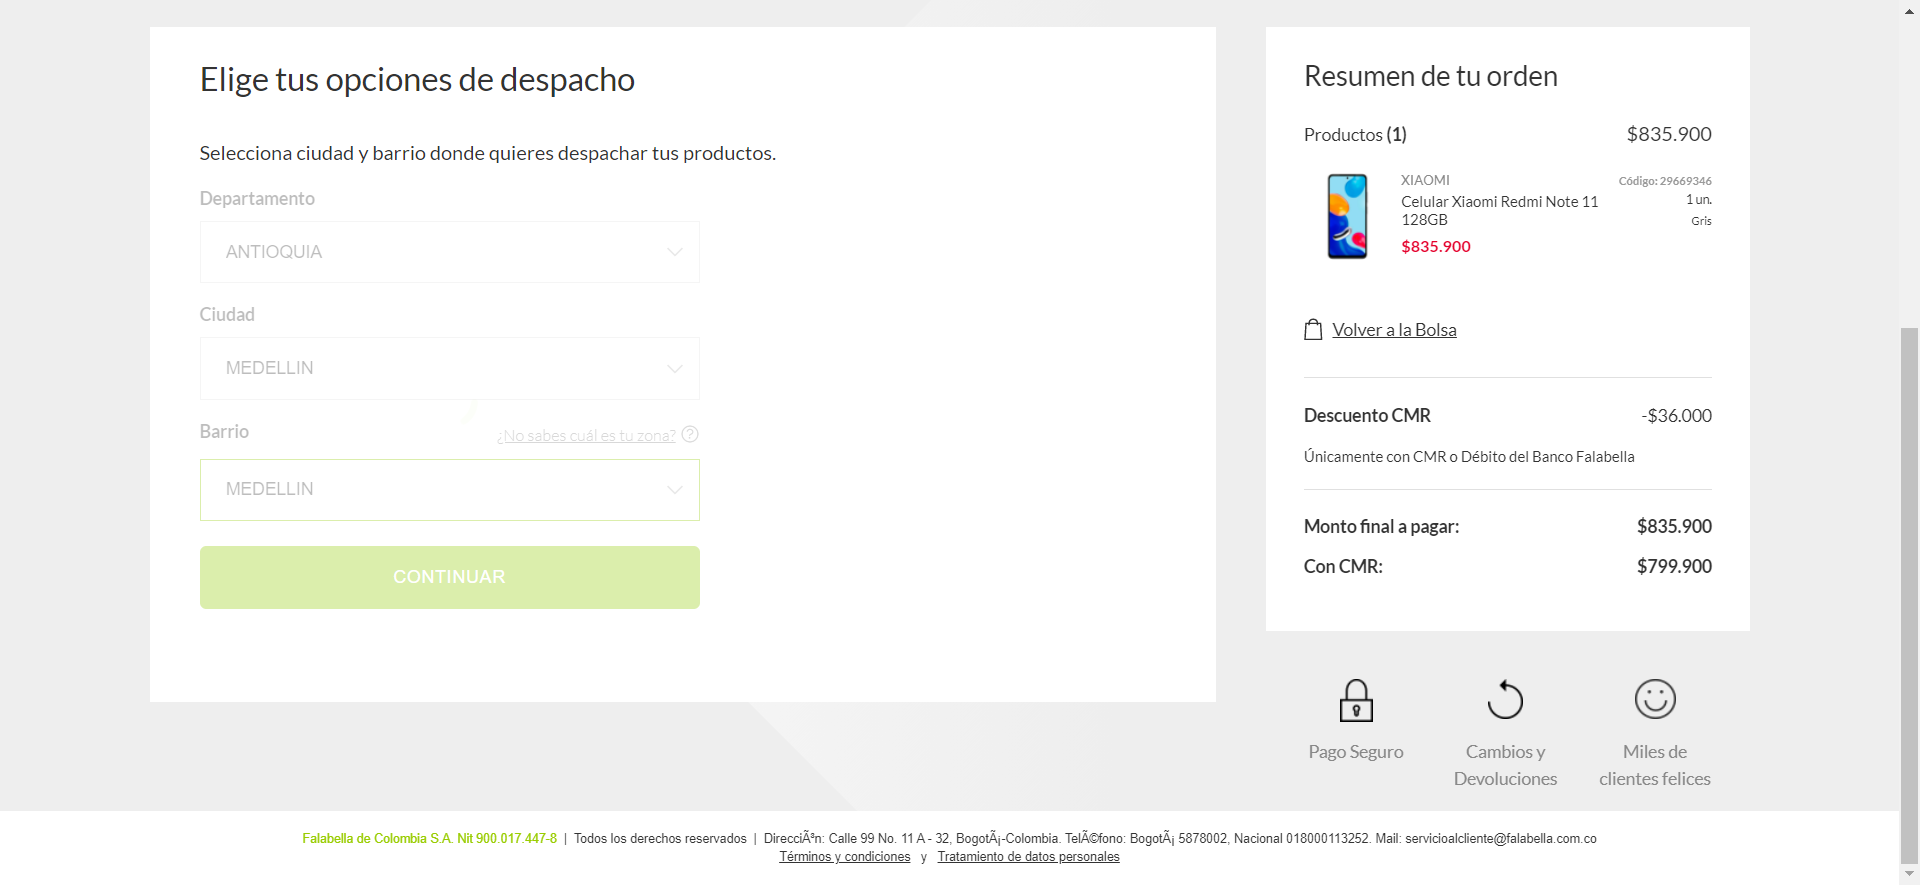 Elige tus opciones de despacho
Selecciona ciudad y barrio donde quieres despachar tus productos.
Departamento
ANTIOQUIA
Ciudad
MEDELLIN
Barrio
¿No sabes cuál es tu zona?
MEDELLIN
CONTINUAR
Resumen de tu orden
Productos (1) $835.900
XIAOMI Código: 29669346
Celular Xiaomi Redmi Note 11 1 un.
128GB Gris
$835.900
Volver a la Bolsa
Descuento CMR -$36.000
Únicamente con CMR o Débito del Banco Falabella
Monto final a pagar: $835.900
Con CMR: $799.900
Pago Seguro
Cambios y
Devoluciones
Miles de
clientes felices
Falabella de Colombia S.A. Nit 900.017.447-8 | Todos los derechos reservados | DirecciÃ³n: Calle 99 No. 11 A - 32, BogotÃ¡-Colombia. TelÃ©fono: BogotÃ¡ 5878002, Nacional 018000113252. Mail: servicioalcliente@falabella.com.co
Términos y condiciones y Tratamiento de datos personales